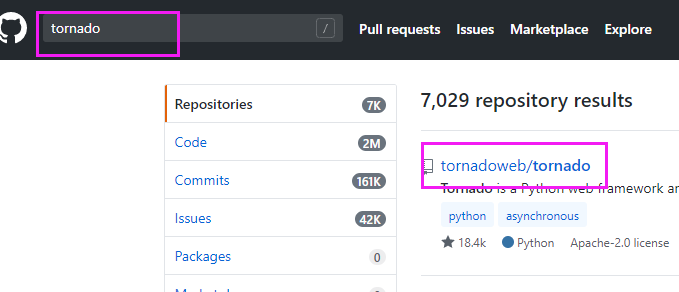 tornado / Pull requests Issues Marketplace Explore
Repositories 7K
Code 2M
Commits 161K
Issues 42K
Packages 0
7,029 repository results
tornadoweb/tornado
Tornado is a Python web framework
python asynchronous
18.4k Python Apache-2.0 license